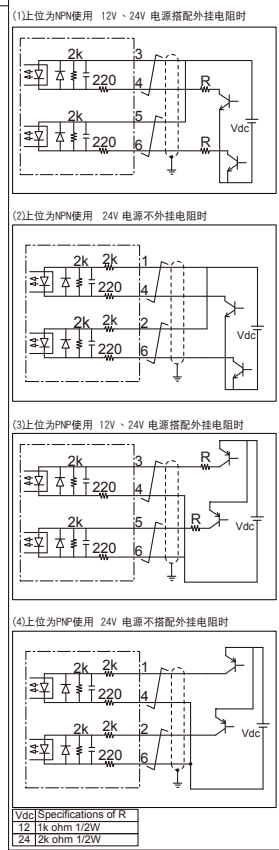 (1)上位为NPN使用 12V、24V 电源搭配外挂电阻时
2k 3
220 4 R
2k 5 Vdc
220 6 R
(2)上位为NPN使用 24V 电源不外挂电阻时
2k 2k 1
220 4
2k 2k 2 Vdc
220 6
(3)上位为PNP使用 12V、24V 电源搭配外挂电阻时
2k 3 R
220 4
2k 5 R Vdc
220 6
(4)上位为PNP使用 24V 电源不搭配外挂电阻时
2k 2k 1
220 4
2k 2k 2 Vdc
220 6
Vdc Specifications of R
12 1k ohm 1/2W
24 2k ohm 1/2W